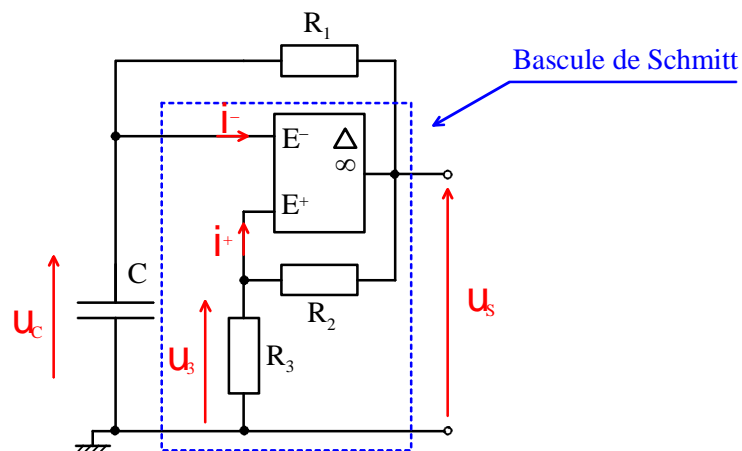 R1
Bascule de Schmitt
i-
E-
Δ
∞
E+
i+
C
R2
uC
u3
R3
uS